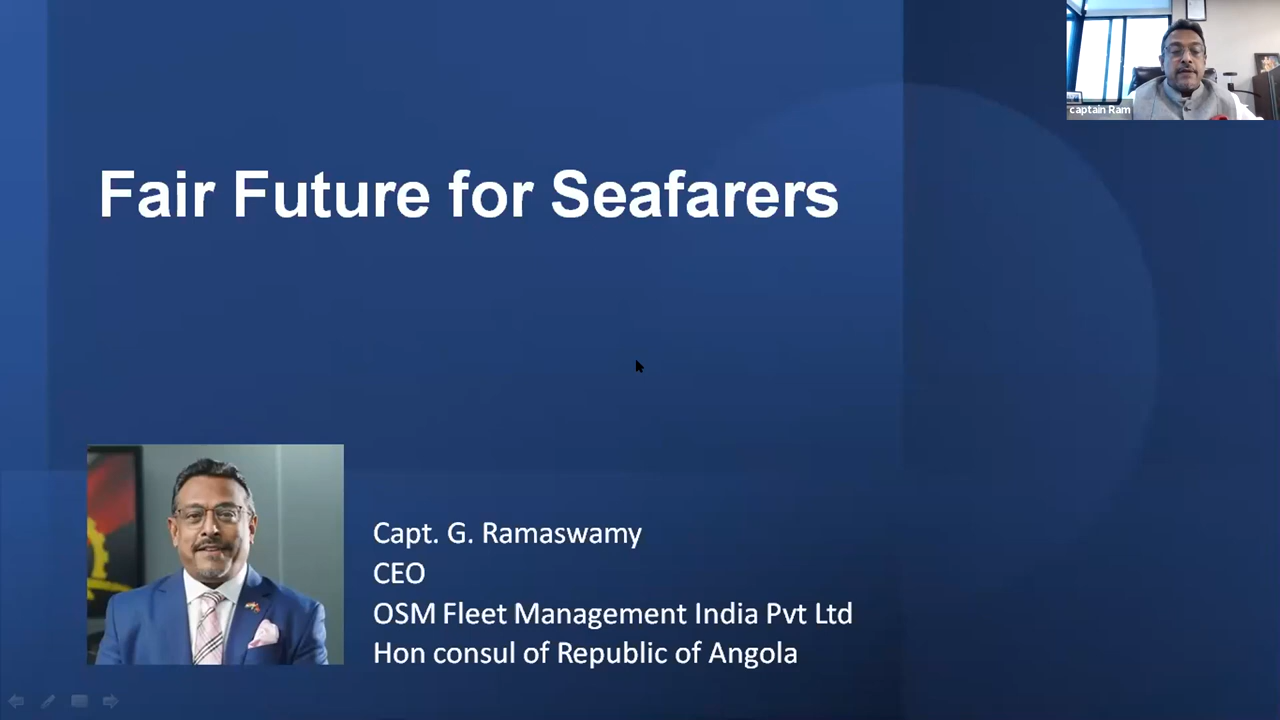 Fair Future for Seafarers
captain Ram
Capt. G. Ramaswamy
CEO
OSM Fleet Management India Pvt Ltd
Hon consul of Republic of Angola